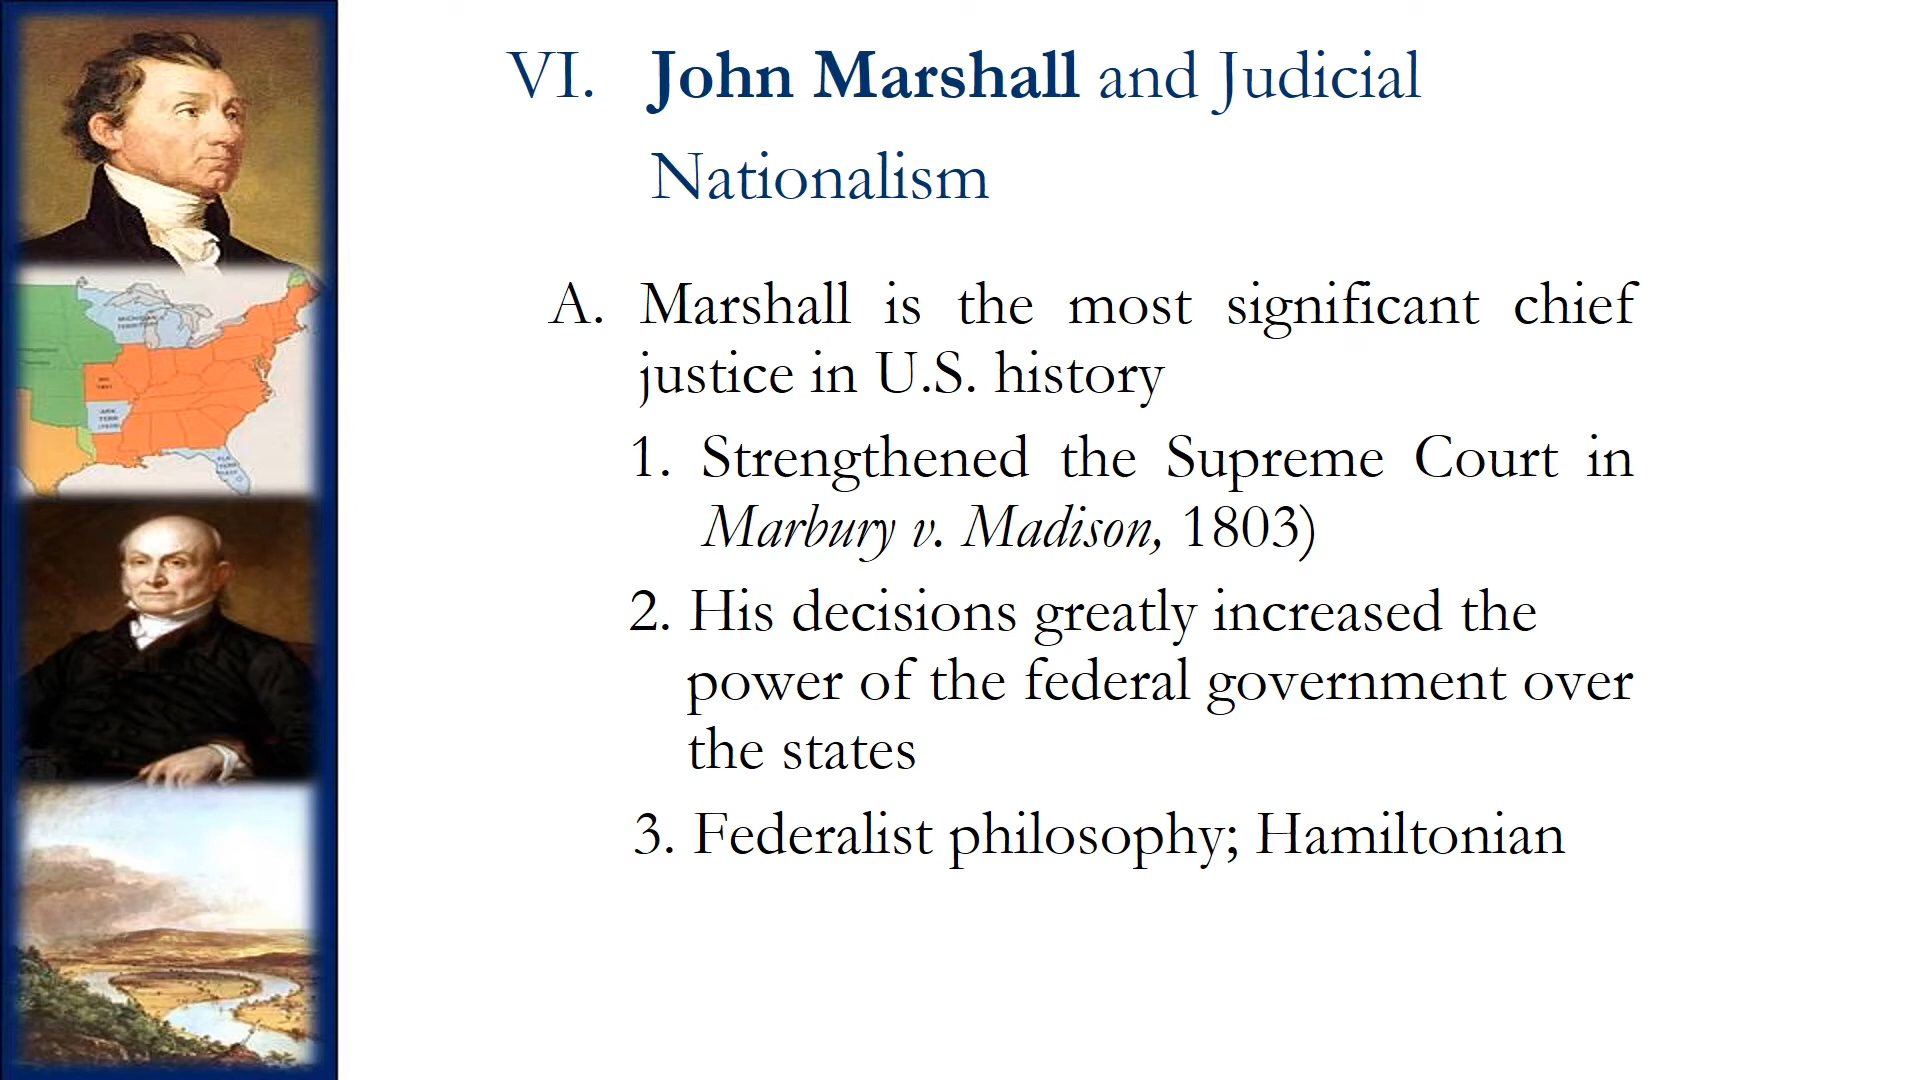 VI. John Marshall and Judicial
Nationalism
A. Marshall is the most significant chief
justice in U.S. history
1. Strengthened the Supreme Court in
Marbury v. Madison, 1803)
2. His decisions greatly increased the
power of the federal government over
the states
3. Federalist philosophy; Hamiltonian